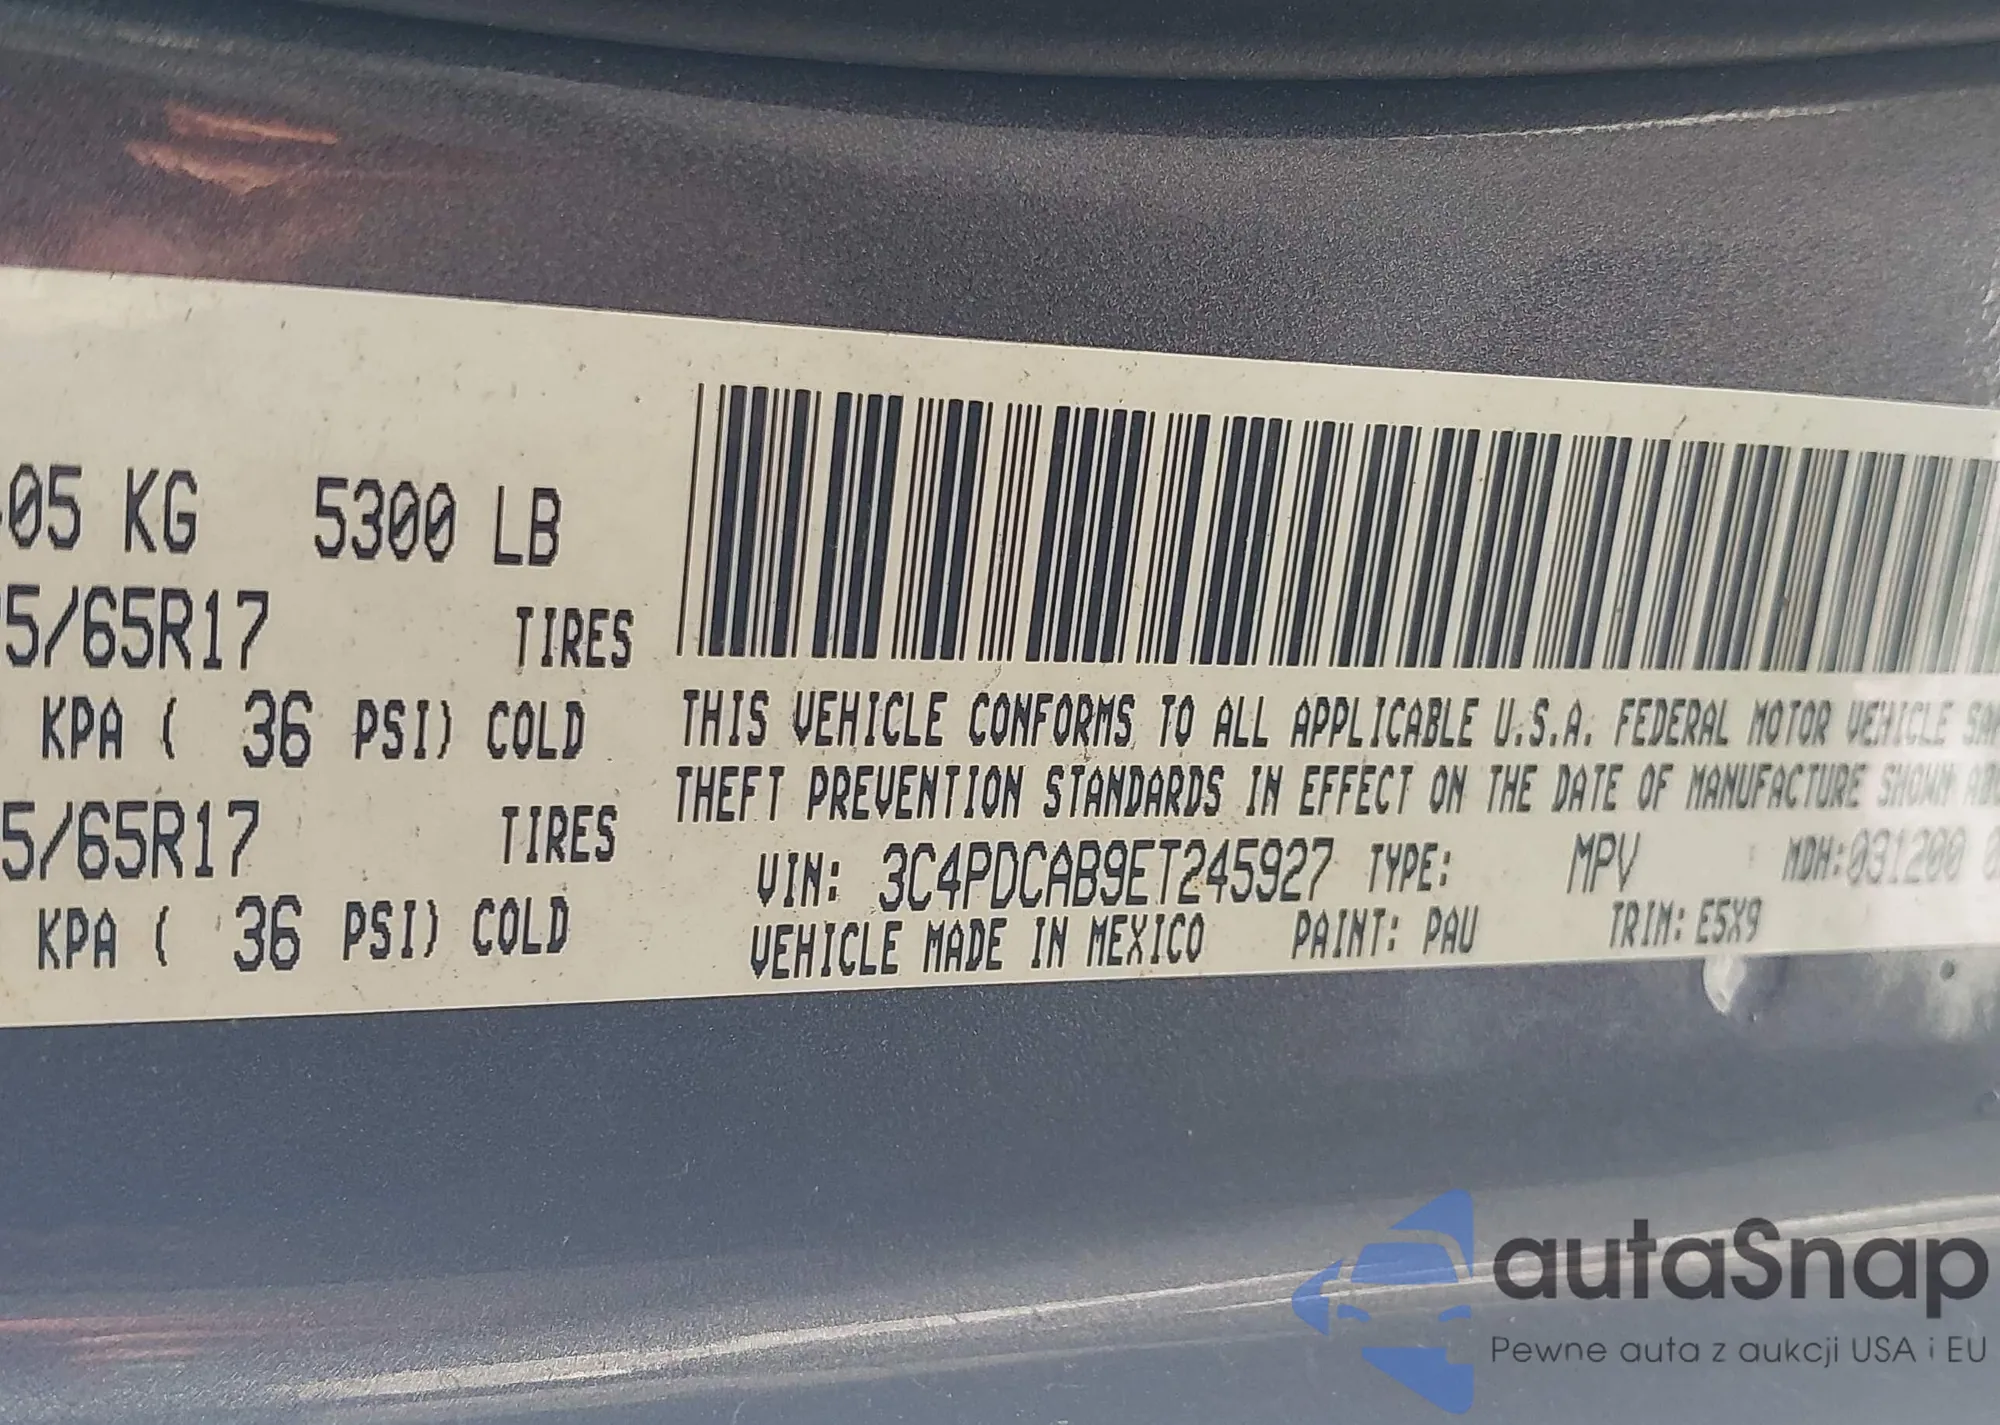 05 KG 5300 LB
5/65R17 TIRES
KPA ( 36 PSI) COLD
5/65R17 TIRES
KPA ( 36 PSI) COLD
THIS VEHICLE CONFORMS TO ALL APPLICABLE U.S.A. FEDERAL MOTOR VEHICLE
THEFT PREVENTION STANDARDS IN EFFECT ON THE DATE OF MANUFACTURE SHOWN
VIN: 3C4PDCAB9ET245927 TYPE: MPV MDH:031200
VEHICLE MADE IN MEXICO PAINT: PAU TRIM: E5X9
autaSnap
Pewne auta z aukcji USA i EU